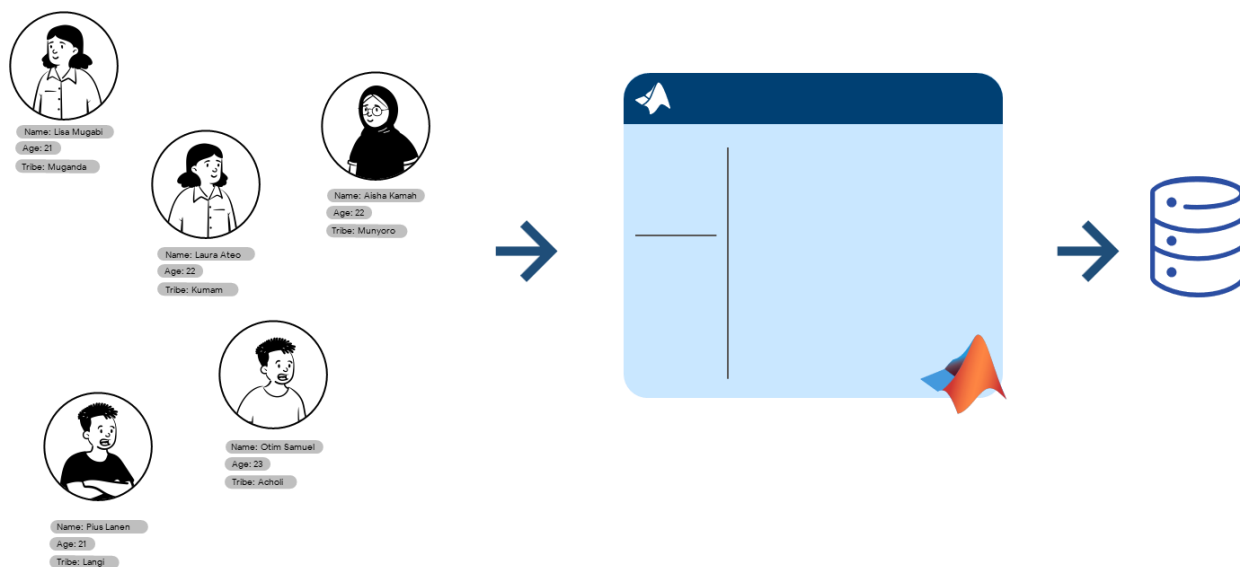 Name: Lisa Mugabi
Age: 21
Tribe: Muganda
Name: Laura Ateo
Age: 22
Tribe: Kumam
Name: Aisha Kamah
Age: 22
Tribe: Munyoro
Name: Otim Samuel
Age: 23
Tribe: Acholi
Name: Pius Lanen
Age: 21
Tribe: Langi